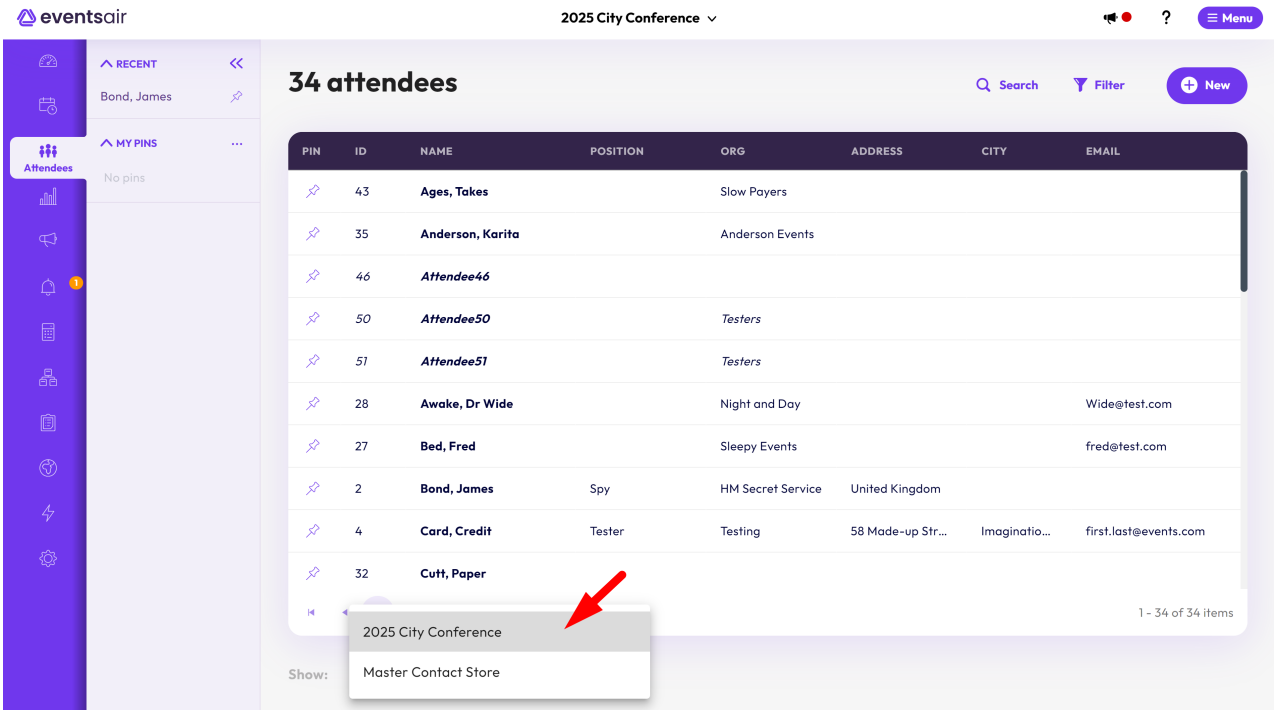 eventsair
2025 City Conference
?
Menu
RECENT
Bond, James
MY PINS
...
No pins
Attendees
1
34 attendees
Search
Filter
New
PIN ID NAME POSITION ORG ADDRESS CITY EMAIL
43 Ages, Takes Slow Payers
35 Anderson, Karita Anderson Events
46 Attendee46
50 Attendee50 Testers
51 Attendee51 Testers
28 Awake, Dr Wide Night and Day Wide@test.com
27 Bed, Fred Sleepy Events fred@test.com
2 Bond, James Spy HM Secret Service United Kingdom
4 Card, Credit Tester Testing 58 Made-up Str... Imaginatio... first.last@events.com
32 Cutt, Paper
1 - 34 of 34 items
2025 City Conference
Show:
Master Contact Store